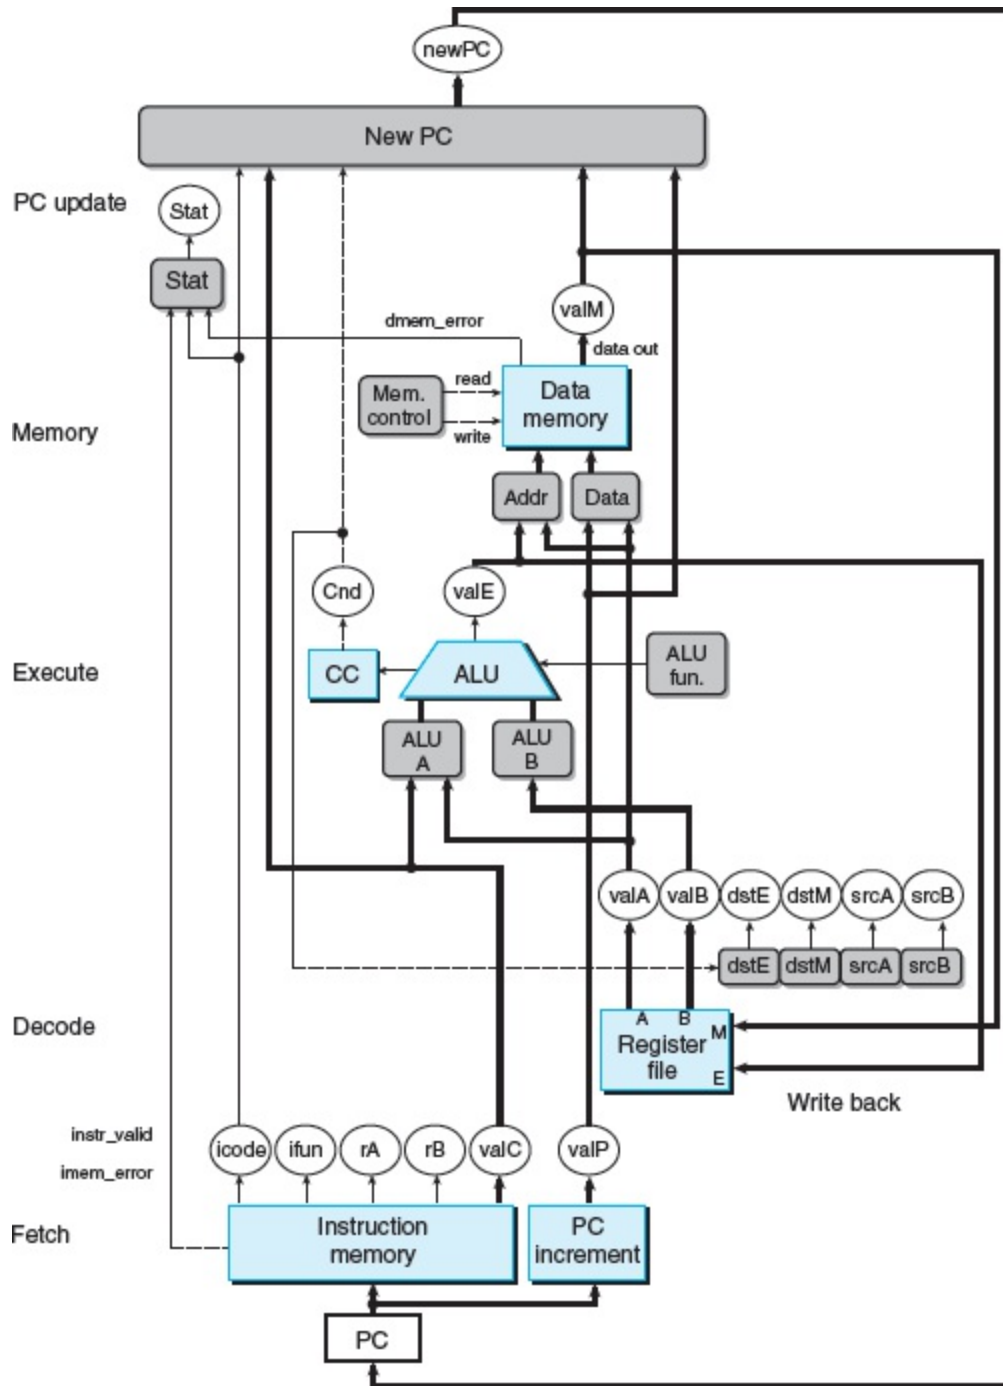 newPC
New PC
PC update
Stat
Stat
valM
dmem_error
data out
read
Mem.
control
write
Data
memory
Memory
Addr
Data
Cnd
valE
Execute
CC
ALU
ALU
fun.
ALU
A
ALU
B
valA
valB
dstE
dstM
srcA
srcB
dstE
dstM
srcA
srcB
Decode
A
B
M
Register
file
E
Write back
instr_valid
imem_error
icode
ifun
rA
rB
valC
valP
Fetch
Instruction
memory
PC
increment
PC